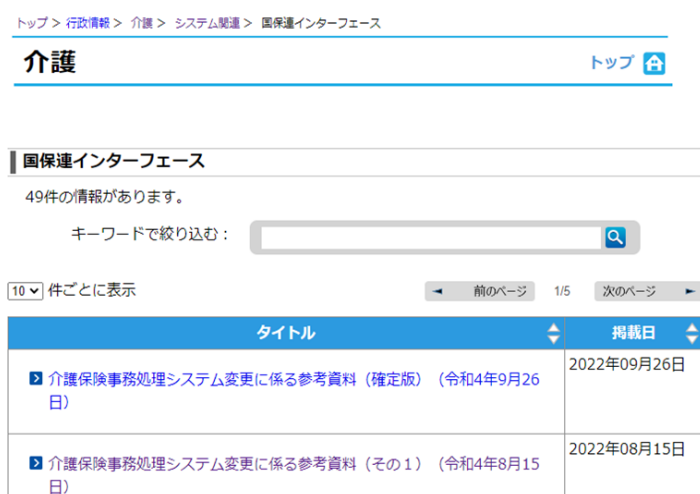 トップ > 行政情報 > 介護 > システム関連 > 国保連インターフェース
介護
トップ
国保連インターフェース
49件の情報があります。
キーワードで絞り込む：
10 件ごとに表示
前のページ 1/5 次のページ
タイトル 掲載日
介護保険事務処理システム変更に係る参考資料（確定版）（令和4年9月26
日）
2022年09月26日
介護保険事務処理システム変更に係る参考資料（その１）（令和4年8月15
日）
2022年08月15日